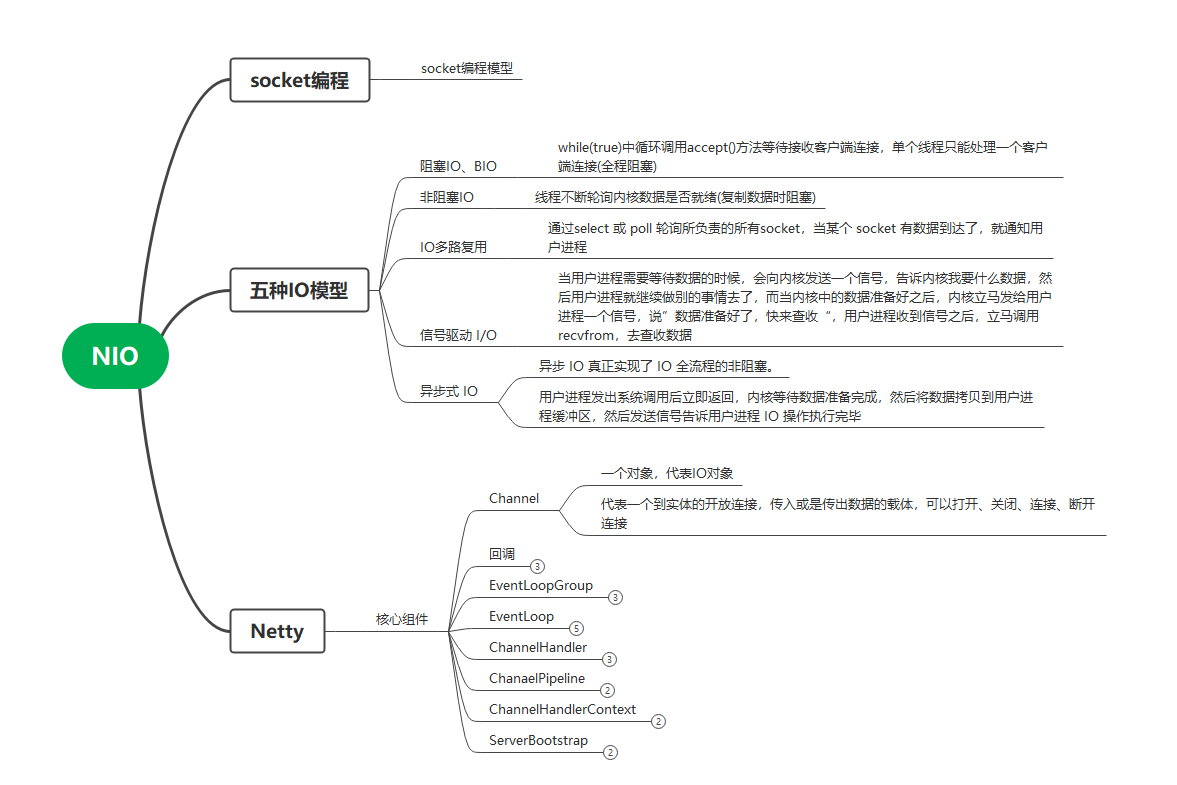 socket编程
socket编程模型
while(true)中循环调用accept()方法等待接收客户端连接，单个线程只能处理一个客户
端连接(全程阻塞)
阻塞IO、BIO
非阻塞IO
线程不断轮询内核数据是否就绪(复制数据时阻塞)
通过select 或 poll 轮询所负责的所有socket，当某个 socket 有数据到达了，就通知用
户进程
IO多路复用
五种IO模型
当用户进程需要等待数据的时候，会向内核发送一个信号，告诉内核我要什么数据，然
后用户进程就继续做别的事情去了，而当内核中的数据准备好之后，内核立马发给用户
进程一个信号，说”数据准备好了，快来查收“，用户进程收到信号之后，立马调用
recvfrom，去查收数据
信号驱动 I/O
NIO
异步 IO 真正实现了 IO 全流程的非阻塞。
异步式 IO
用户进程发出系统调用后立即返回，内核等待数据准备完成，然后将数据拷贝到用户进
程缓冲区，然后发送信号告诉用户进程 IO 操作执行完毕
一个对象，代表IO对象
Channel
代表一个到实体的开放连接，传入或是传出数据的载体，可以打开、关闭、连接、断开
连接
回调
3
EventLoopGroup
3
EventLoop
5
Netty
核心组件
ChannelHandler
3
ChanaelPipeline
2
ChannelHandlerContext
2
ServerBootstrap
2